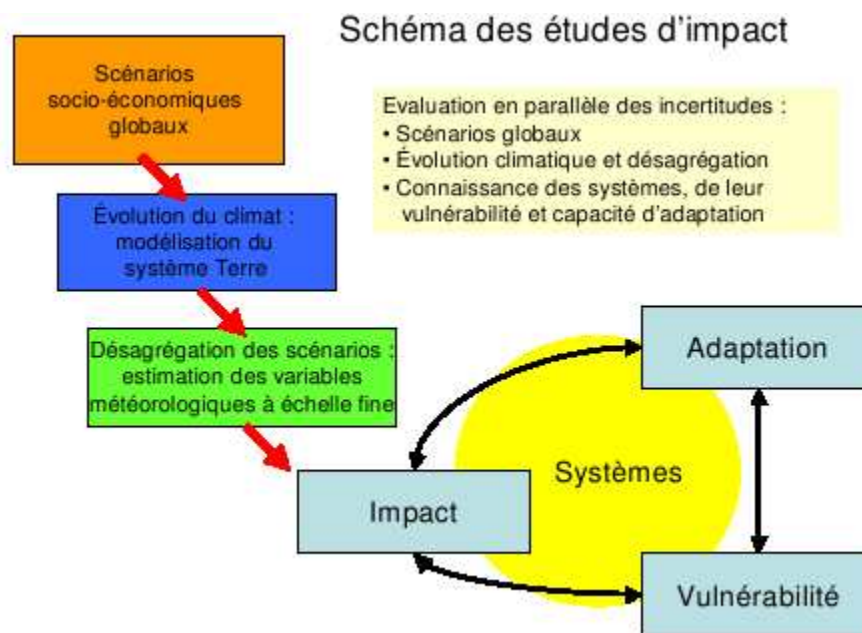 Schéma des études d'impact
Scénarios
socio-économiques
globaux
Evaluation en parallèle des incertitudes :
• Scénarios globaux
• Évolution climatique et désagrégation
• Connaissance des systèmes, de leur
vulnérabilité et capacité d'adaptation
Évolution du climat :
modélisation du
système Terre
Désagrégation des scénarios :
estimation des variables
météorologiques à échelle fine
Adaptation
Systèmes
Impact
Vulnérabilité